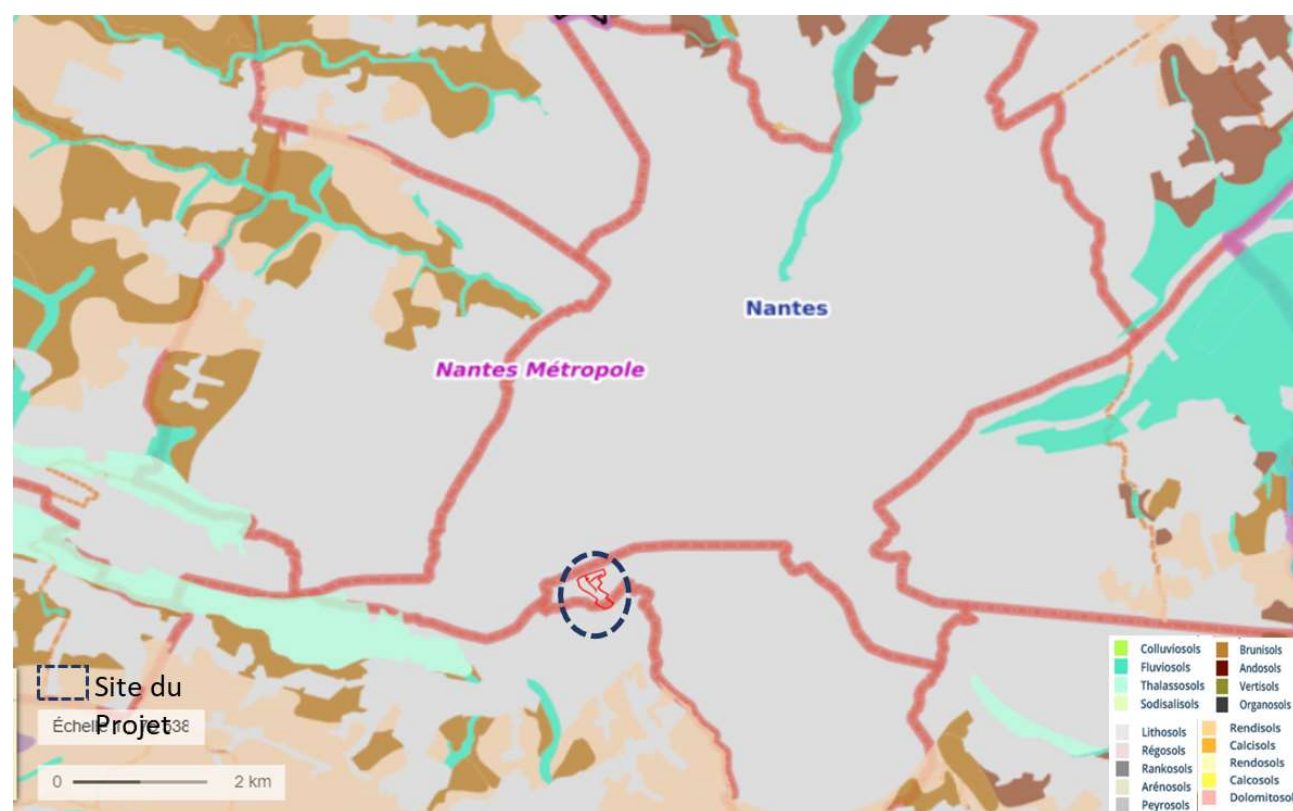 Nantes
Nantes Métropole
Site du
Projet
Échelle
538
0
2 km
Colluviosols
Fluviosols
Thalassosols
Sodisalisols
Brunisols
Andosols
Vertisols
Organosols
Lithosols
Régosols
Rankosols
Arénosols
Peyrosols
Rendisols
Calcisols
Rendosols
Calcosols
Dolomitosol